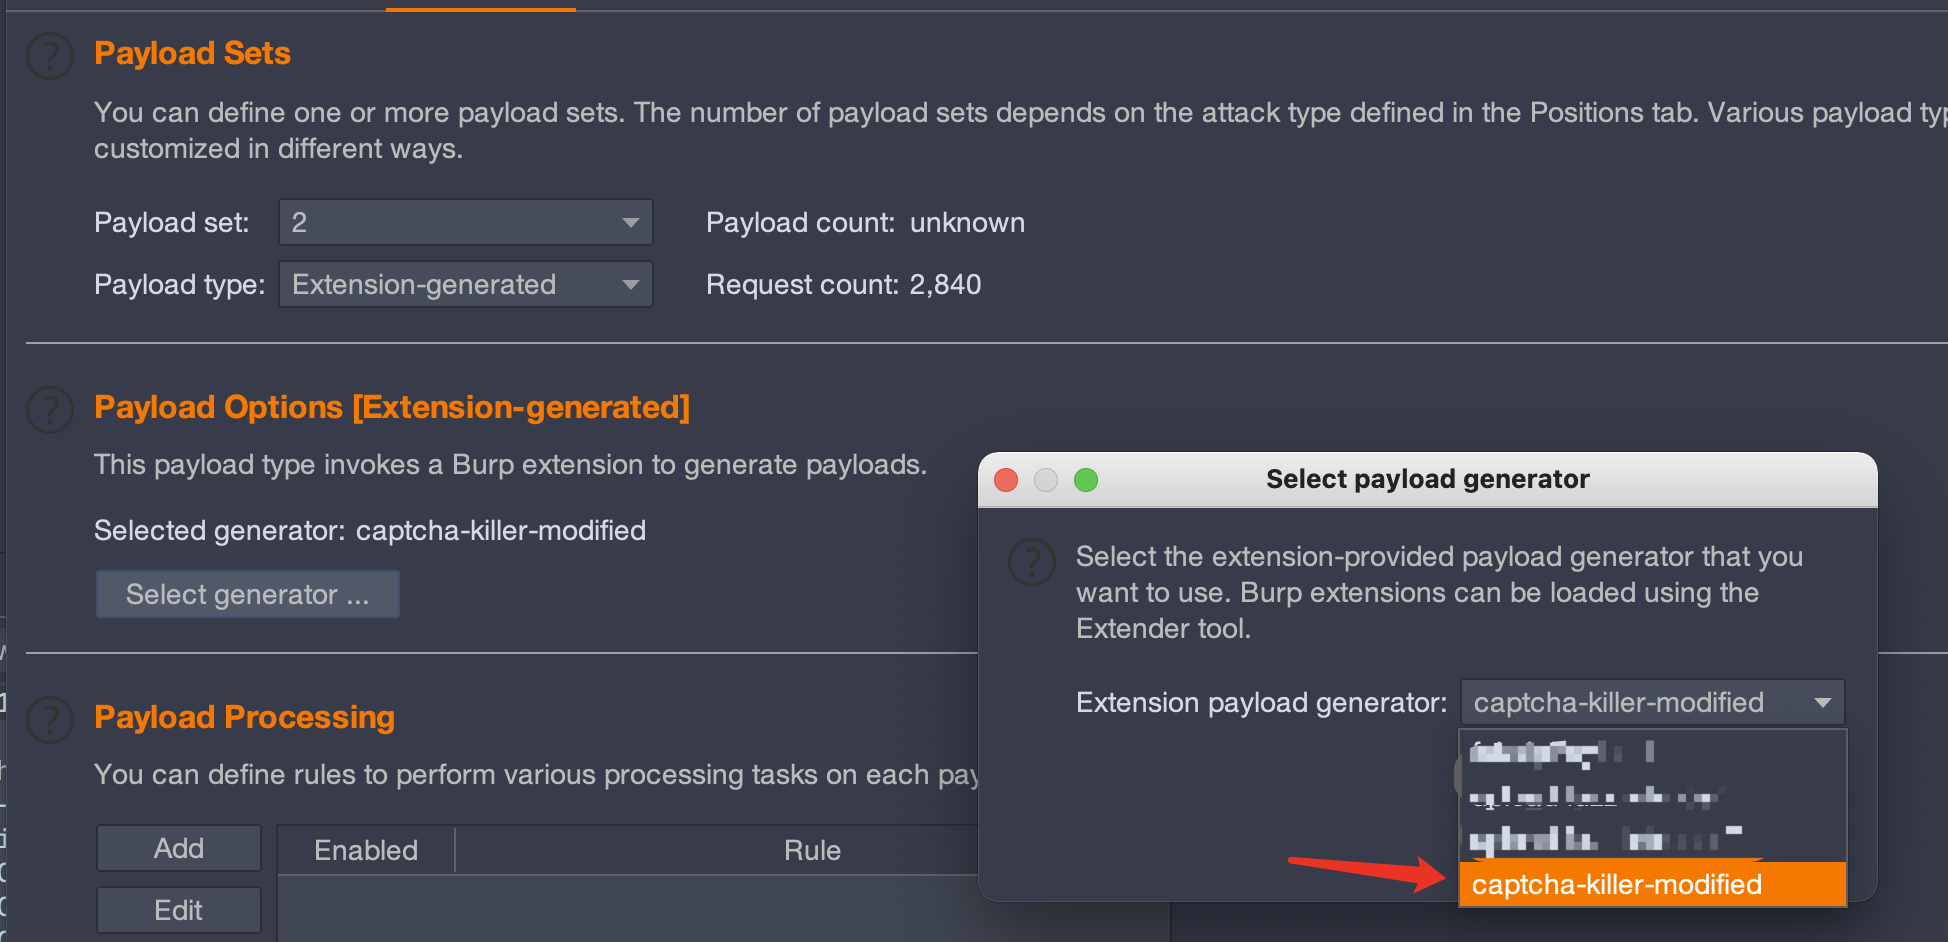 Payload Sets
You can define one or more payload sets. The number of payload sets depends on the attack type defined in the Positions tab. Various payload
customized in different ways.
Payload set: 2 Payload count: unknown
Payload type: Extension-generated Request count: 2,840
Payload Options [Extension-generated]
This payload type invokes a Burp extension to generate payloads.
Selected generator: captcha-killer-modified
Select generator ...
Payload Processing
You can define rules to perform various processing tasks on each
Add Enabled Rule
Edit
Select payload generator
Select the extension-provided payload generator that you
want to use. Burp extensions can be loaded using the
Extender tool.
Extension payload generator: captcha-killer-modified
captcha-killer-modified